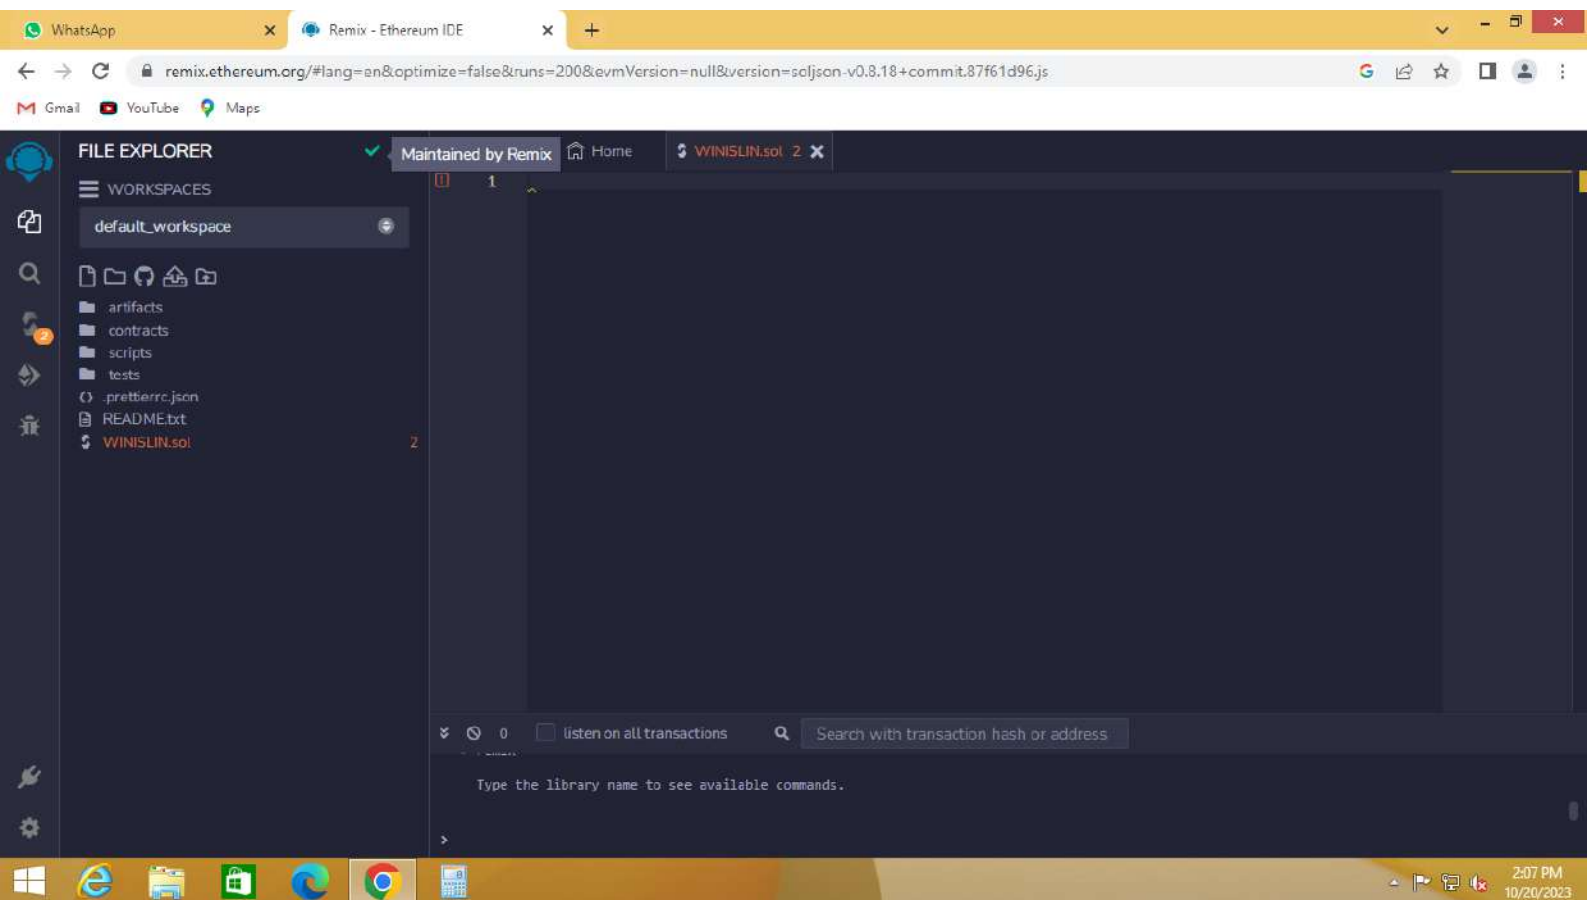 WhatsApp
Remix - Ethereum IDE
remix.ethereum.org/#lang=en&optimize=false&runs=200&evmVersion=null&version=soljson-v0.8.18+commit.87f61d96.js
Gmail YouTube Maps
FILE EXPLORER
Maintained by Remix
Home
WINISLIN.sol 2
WORKSPACES
1
default_workspace
artifacts
2
contracts
scripts
tests
.prettierrc.json
README.txt
WINISLIN.sol 2
0 listen on all transactions Search with transaction hash or address
Type the library name to see available commands.
>
2:07 PM
10/20/2023